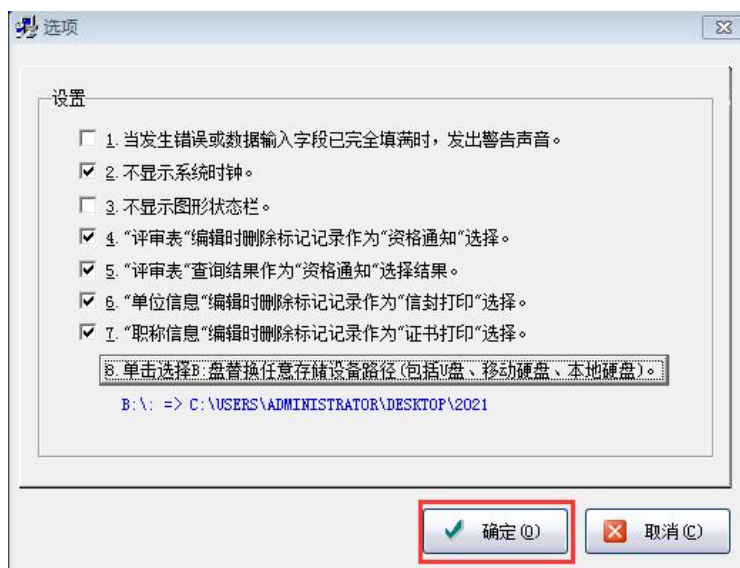 选项
设置
1.当发生错误或数据输入字段已完全填满时，发出警告声音。
2.不显示系统时钟。
3.不显示图形状态栏。
4.“评审表”编辑时删除标记记录作为“资格通知”选择。
5.“评审表”查询结果作为“资格通知”选择结果。
6.“单位信息”编辑时删除标记记录作为“信封打印”选择。
7.“职称信息”编辑时删除标记记录作为“证书打印”选择。
8.单击选择B:盘替换任意存储设备路径(包括U盘、移动硬盘、本地硬盘)。
B:\: => C:\USERS\ADMINISTRATOR\DESKTOP\2021
确定(O) 取消(C)